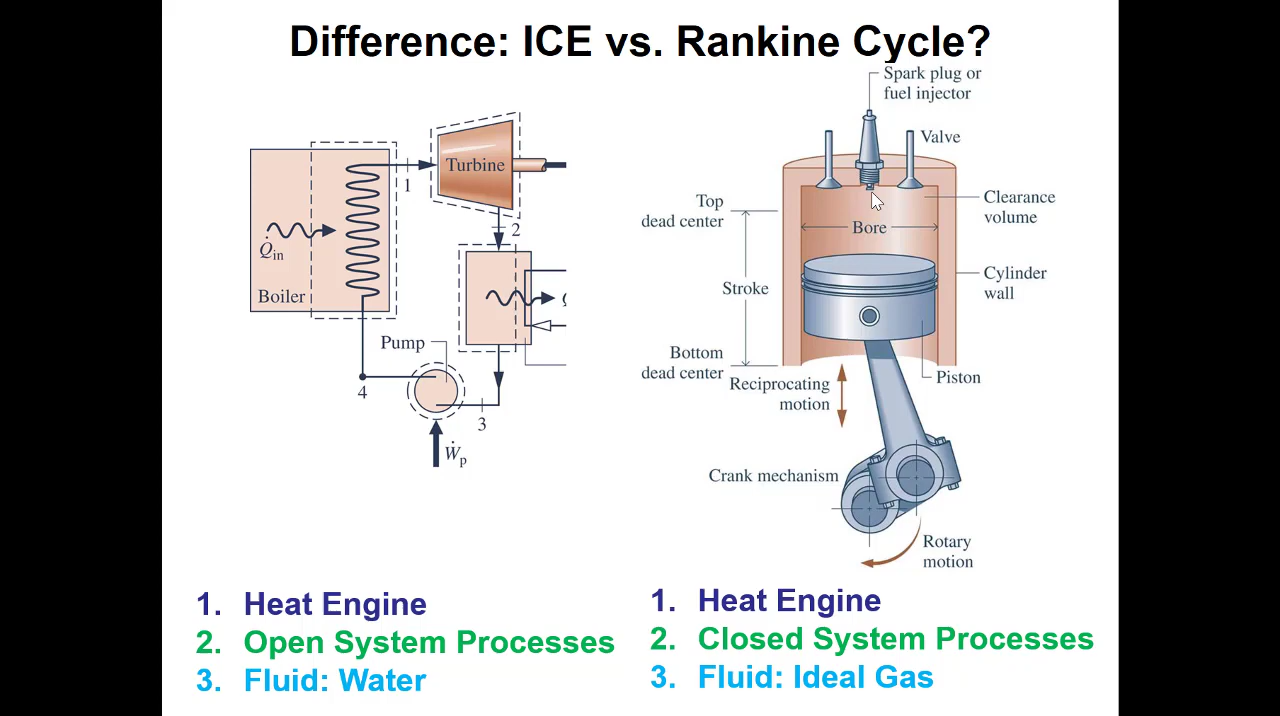 Difference: ICE vs. Rankine Cycle?
Turbine
1
2
Q̇in
Boiler
Pump
4
3
Ẇp
Spark plug or
fuel injector
Valve
Top
dead center
Clearance
volume
Bore
Stroke
Cylinder
wall
Bottom
dead center
Reciprocating
motion
Piston
Crank mechanism
Rotary
motion
1. Heat Engine
2. Open System Processes
3. Fluid: Water
1. Heat Engine
2. Closed System Processes
3. Fluid: Ideal Gas